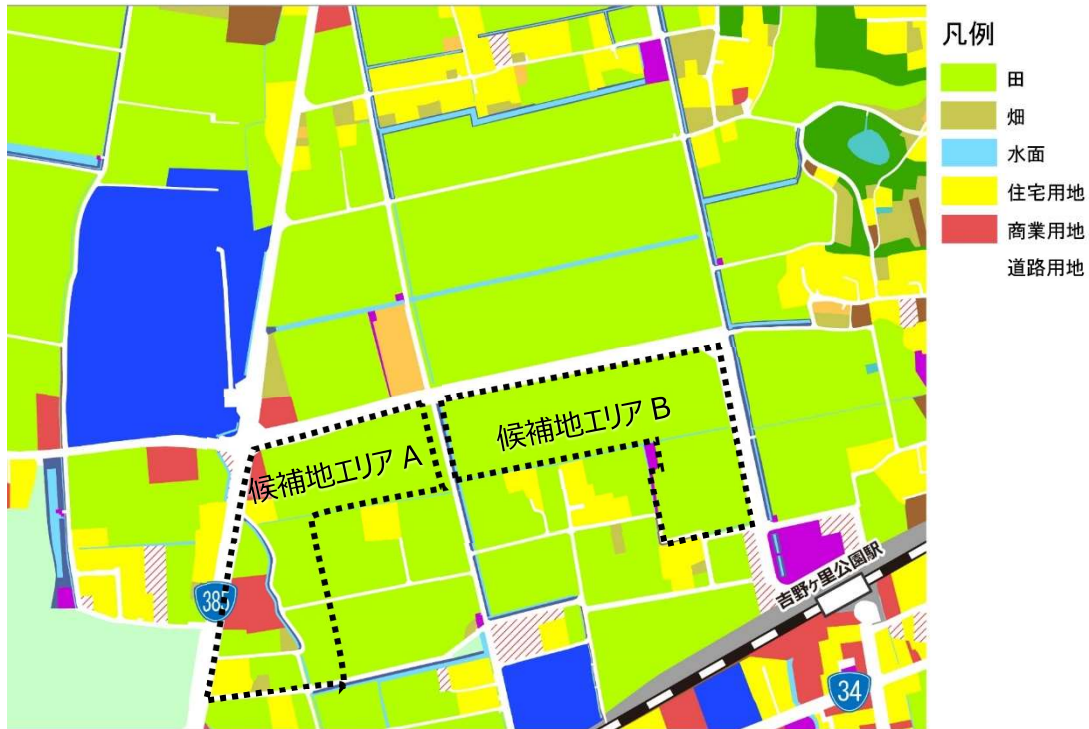 凡例
田
畑
水面
住宅用地
商業用地
道路用地
候補地エリア A
候補地エリア B
385
吉野ヶ里公園駅
34